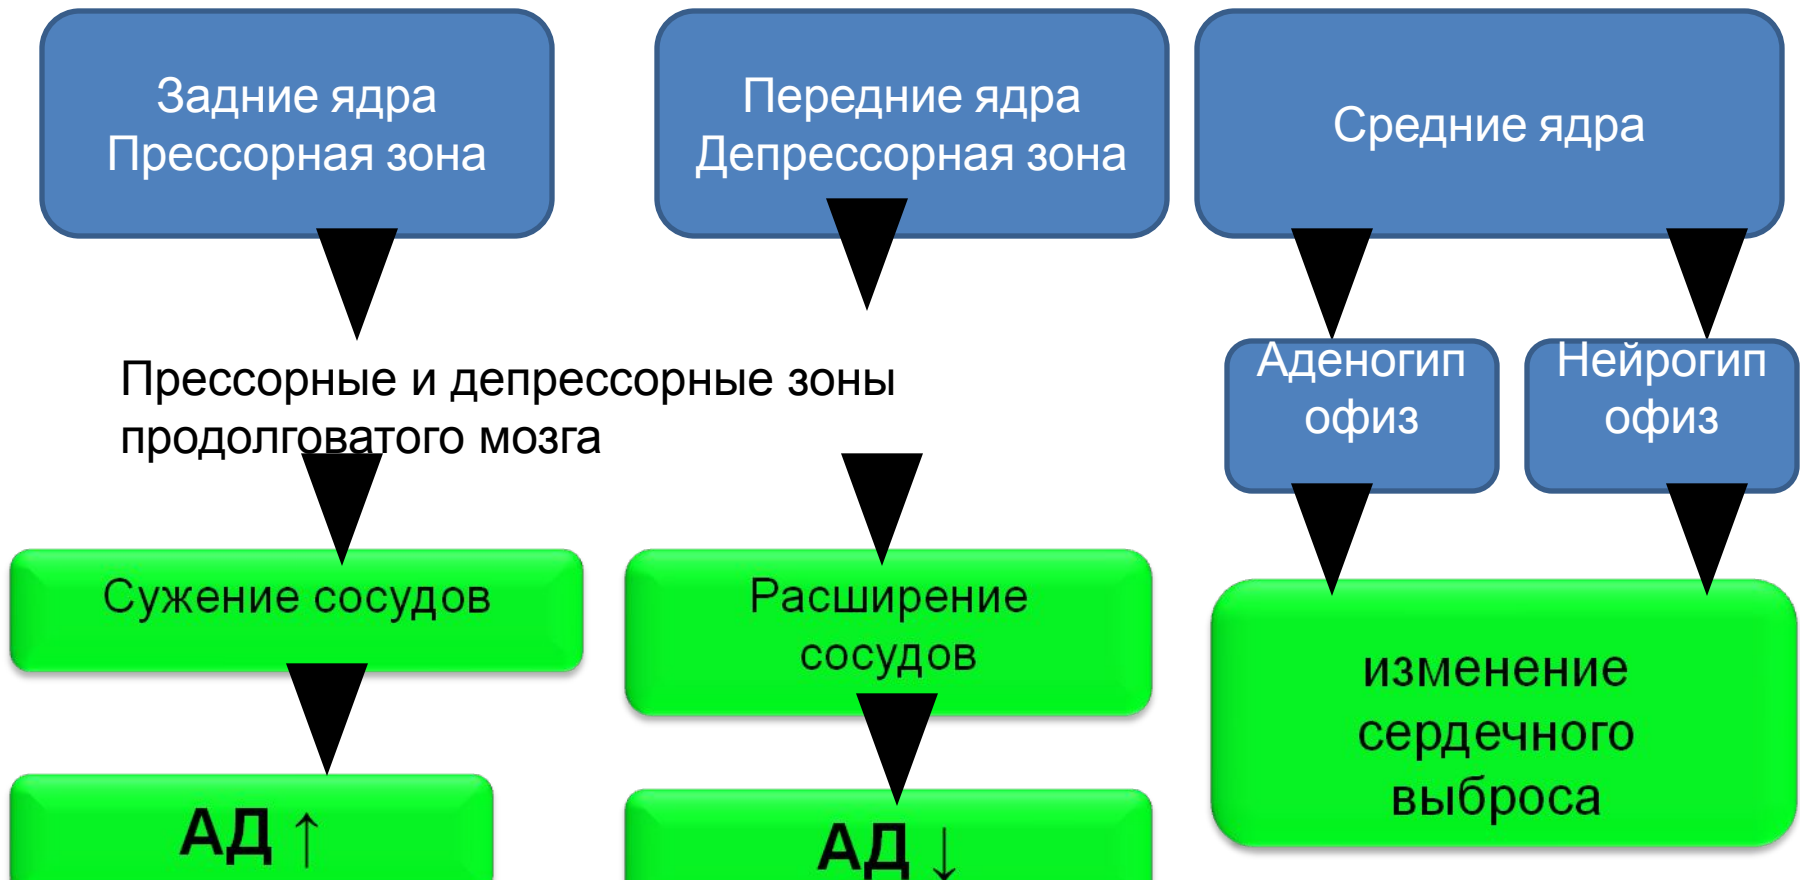 Задние ядра
Прессорная зона
Передние ядра
Депрессорная зона
Средние ядра
Прессорные и депрессорные зоны
продолговатого мозга
Аденогип
офиз
Нейрогип
офиз
Сужение сосудов
Расширение
сосудов
изменение
сердечного
выброса
АД ↑
АД ↓